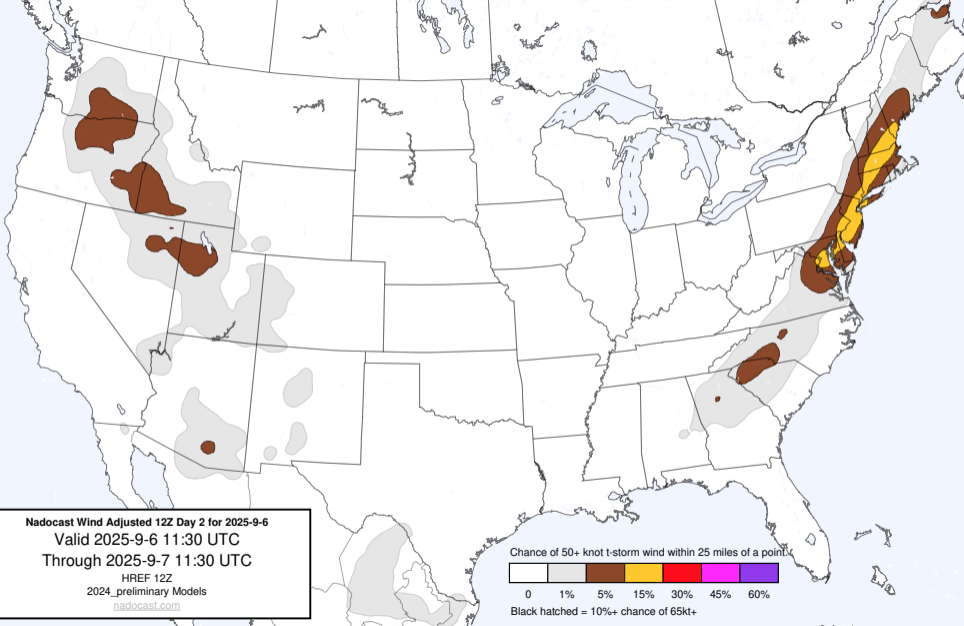 Nadocast Wind Adjusted 12Z Day 2 for 2025-9-6
Valid 2025-9-6 11:30 UTC
Through 2025-9-7 11:30 UTC
HREF 12Z
2024_preliminary Models
nadocast.com
Chance of 50+ knot t-storm wind within 25 miles of a point.
0 1% 5% 15% 30% 45% 60%
Black hatched = 10%+ chance of 65kt+